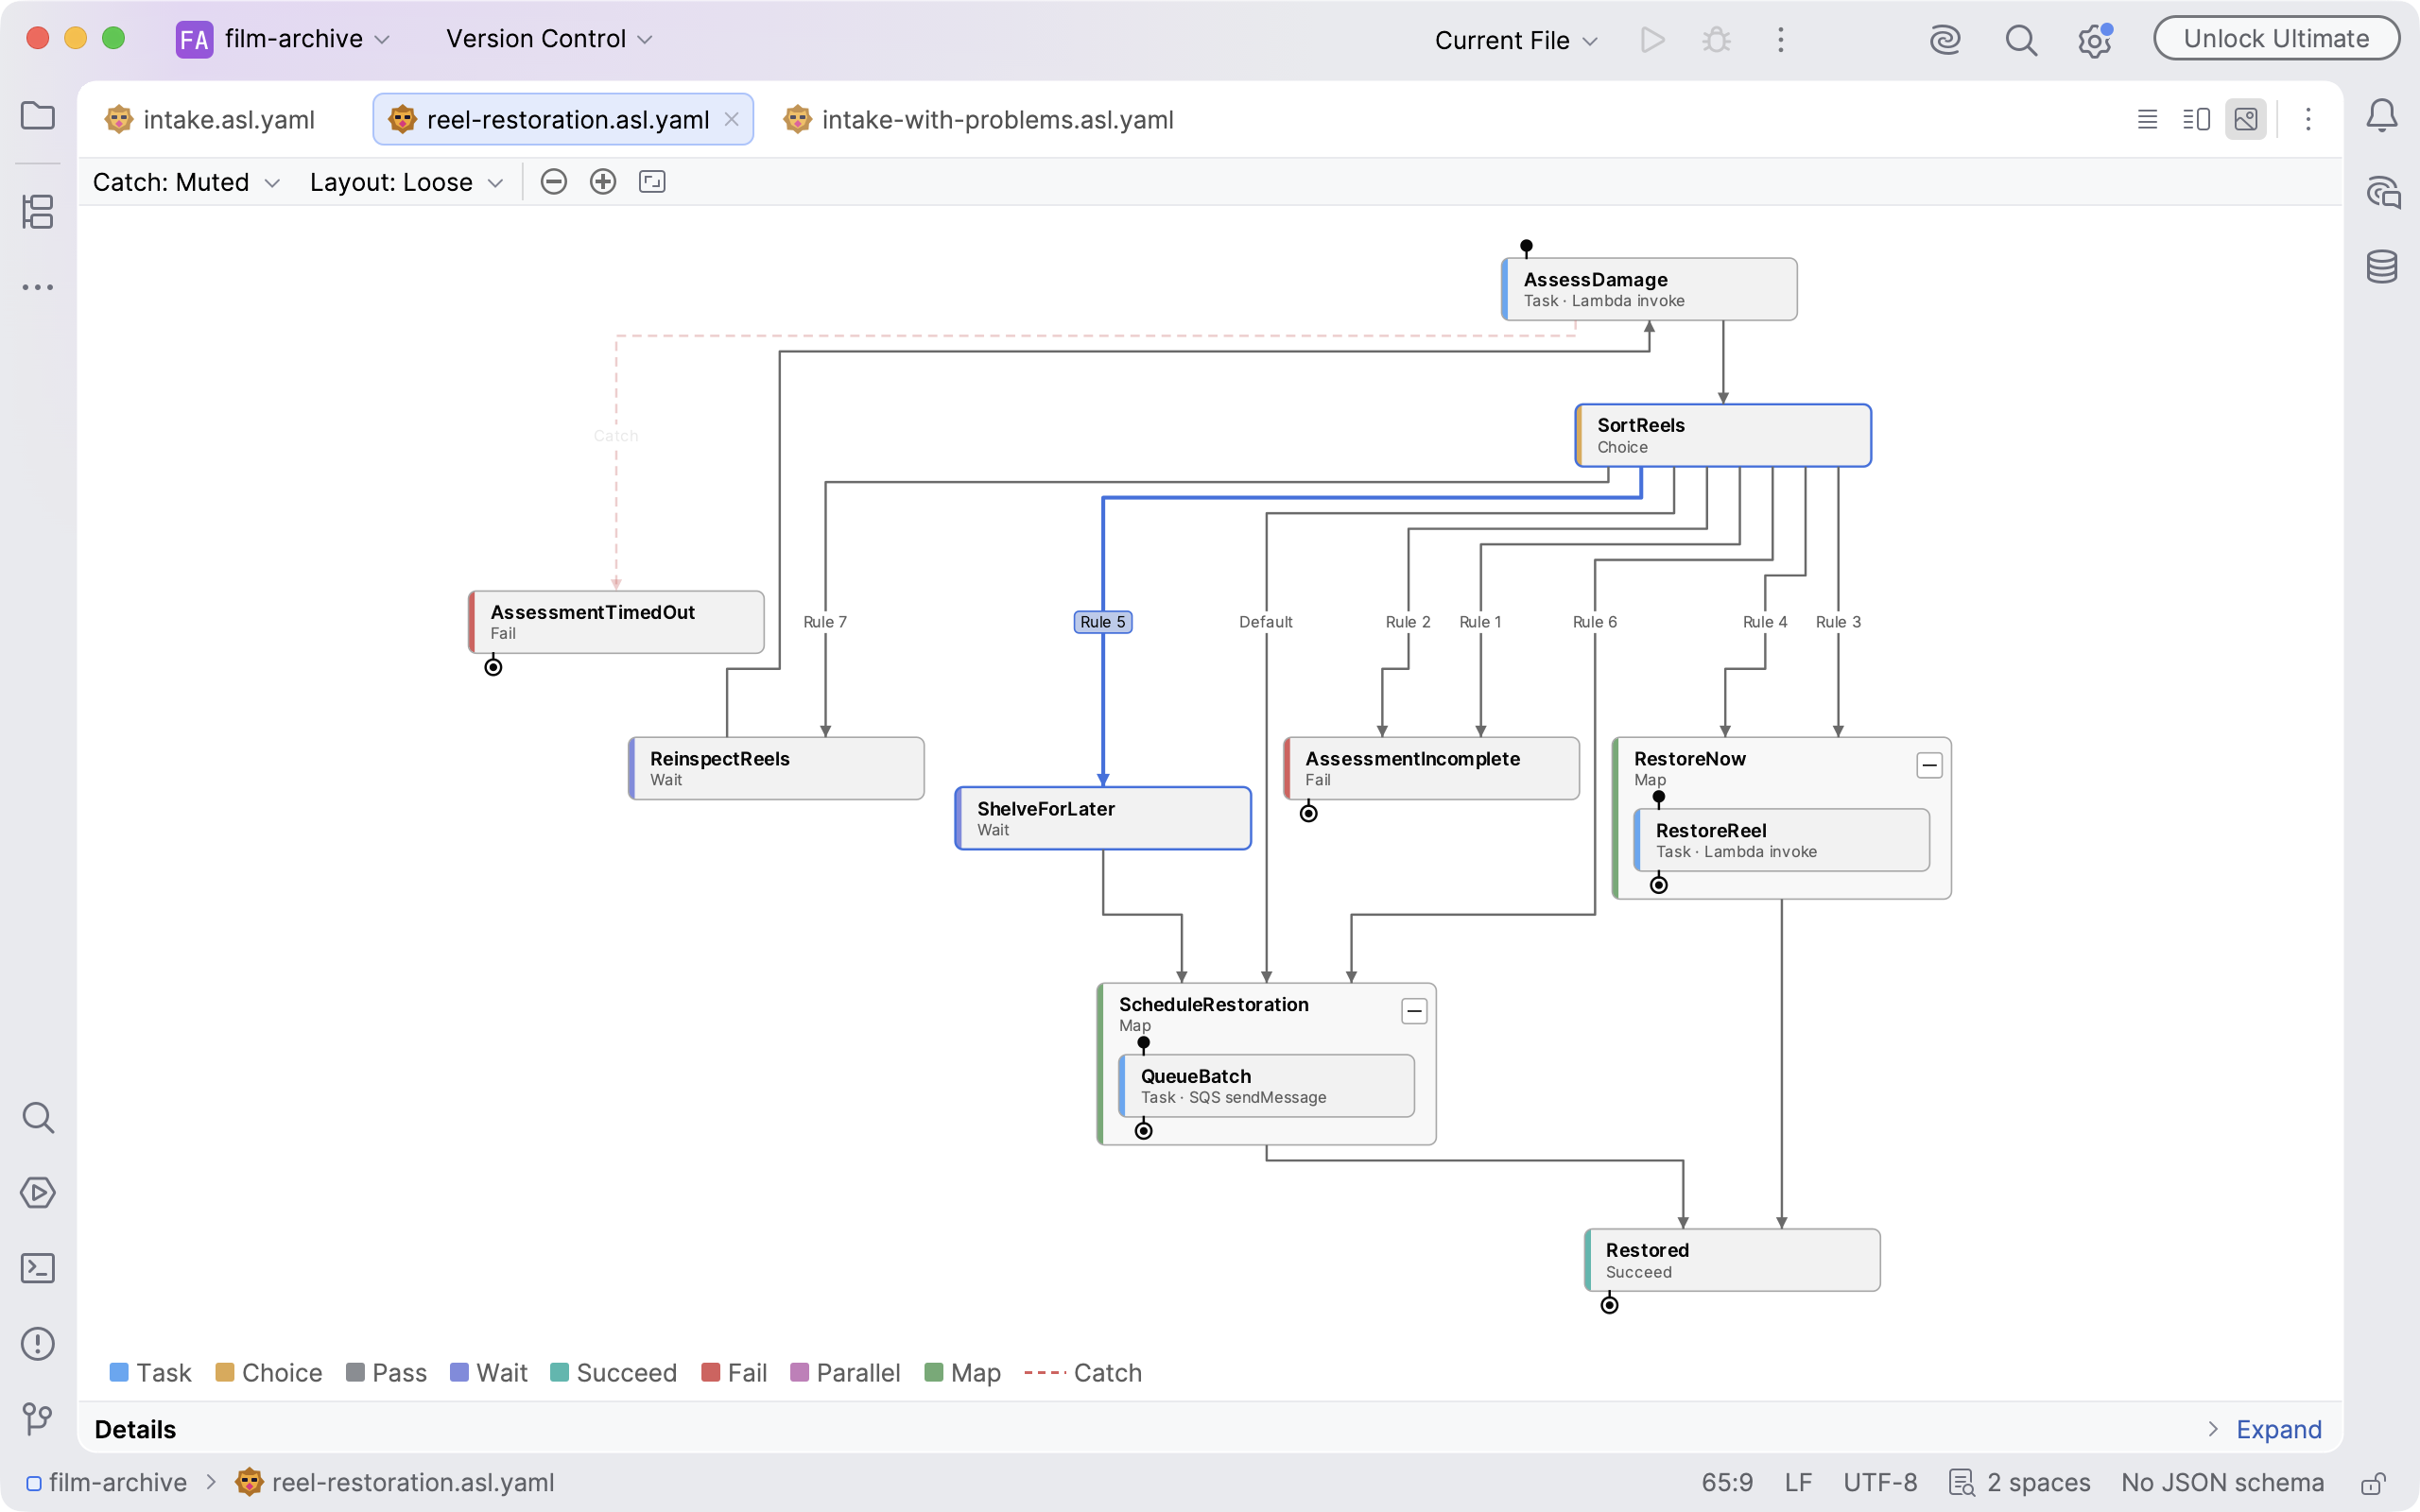 FA film-archive Version Control Current File Unlock Ultimate
intake.asl.yaml reel-restoration.asl.yaml intake-with-problems.asl.yaml
Catch: Muted Layout: Loose
AssessDamage
Task · Lambda invoke
SortReels
Choice
Catch
AssessmentTimedOut
Fail
Rule 7 Rule 5 Default Rule 2 Rule 1 Rule 6 Rule 4 Rule 3
ReinspectReels
Wait
ShelveForLater
Wait
AssessmentIncomplete
Fail
RestoreNow
Map
RestoreReel
Task · Lambda invoke
ScheduleRestoration
Map
QueueBatch
Task · SQS sendMessage
Restored
Succeed
Task Choice Pass Wait Succeed Fail Parallel Map Catch
Details Expand
film-archive reel-restoration.asl.yaml 65:9 LF UTF-8 2 spaces No JSON schema